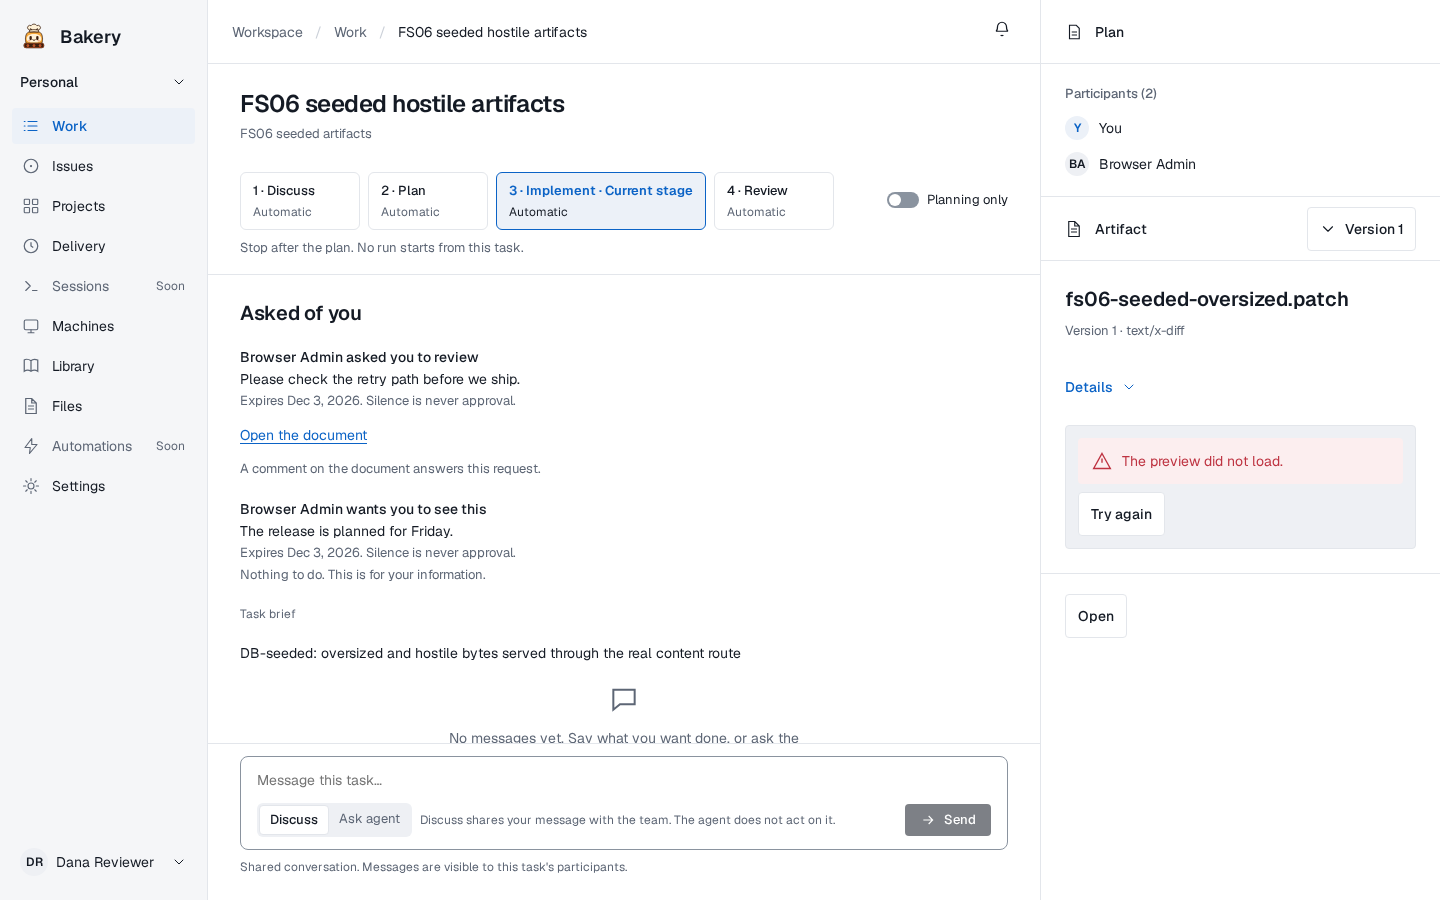 Bakery
Personal
Work
Issues
Projects
Delivery
Sessions Soon
Machines
Library
Files
Automations Soon
Settings
DR Dana Reviewer
Workspace / Work / FS06 seeded hostile artifacts
FS06 seeded hostile artifacts
FS06 seeded artifacts
1 · Discuss
Automatic
2 · Plan
Automatic
3 · Implement · Current stage
Automatic
4 · Review
Automatic
Planning only
Stop after the plan. No run starts from this task.
Asked of you
Browser Admin asked you to review
Please check the retry path before we ship.
Expires Dec 3, 2026. Silence is never approval.
Open the document
A comment on the document answers this request.
Browser Admin wants you to see this
The release is planned for Friday.
Expires Dec 3, 2026. Silence is never approval.
Nothing to do. This is for your information.
Task brief
DB-seeded: oversized and hostile bytes served through the real content route
No messages yet. Say what you want done, or ask the
Message this task...
Discuss Ask agent Discuss shares your message with the team. The agent does not act on it.
Send
Shared conversation. Messages are visible to this task's participants.
Plan
Participants (2)
Y You
BA Browser Admin
Artifact
Version 1
fs06-seeded-oversized.patch
Version 1 · text/x-diff
Details
The preview did not load.
Try again
Open